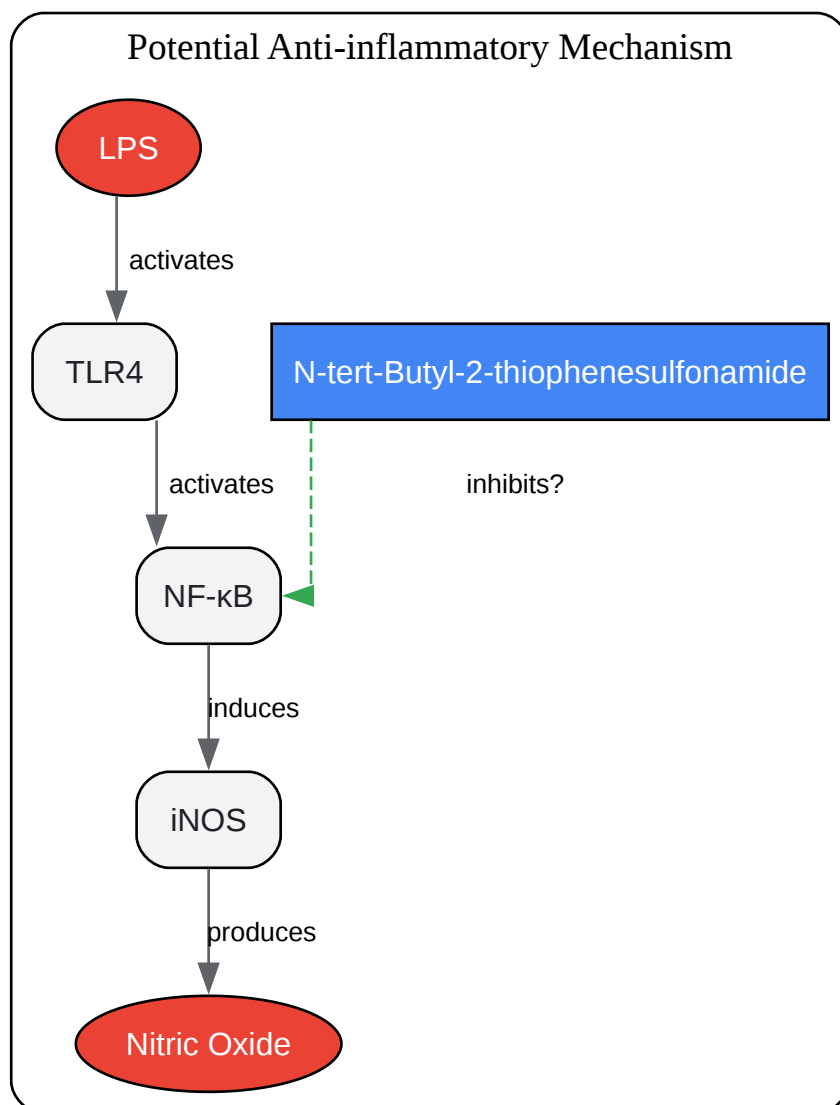 Potential Anti-inflammatory Mechanism
LPS
activates
TLR4
N-tert-Butyl-2-thiophenesulfonamide
activates
inhibits?
NF-κB
induces
iNOS
produces
Nitric Oxide